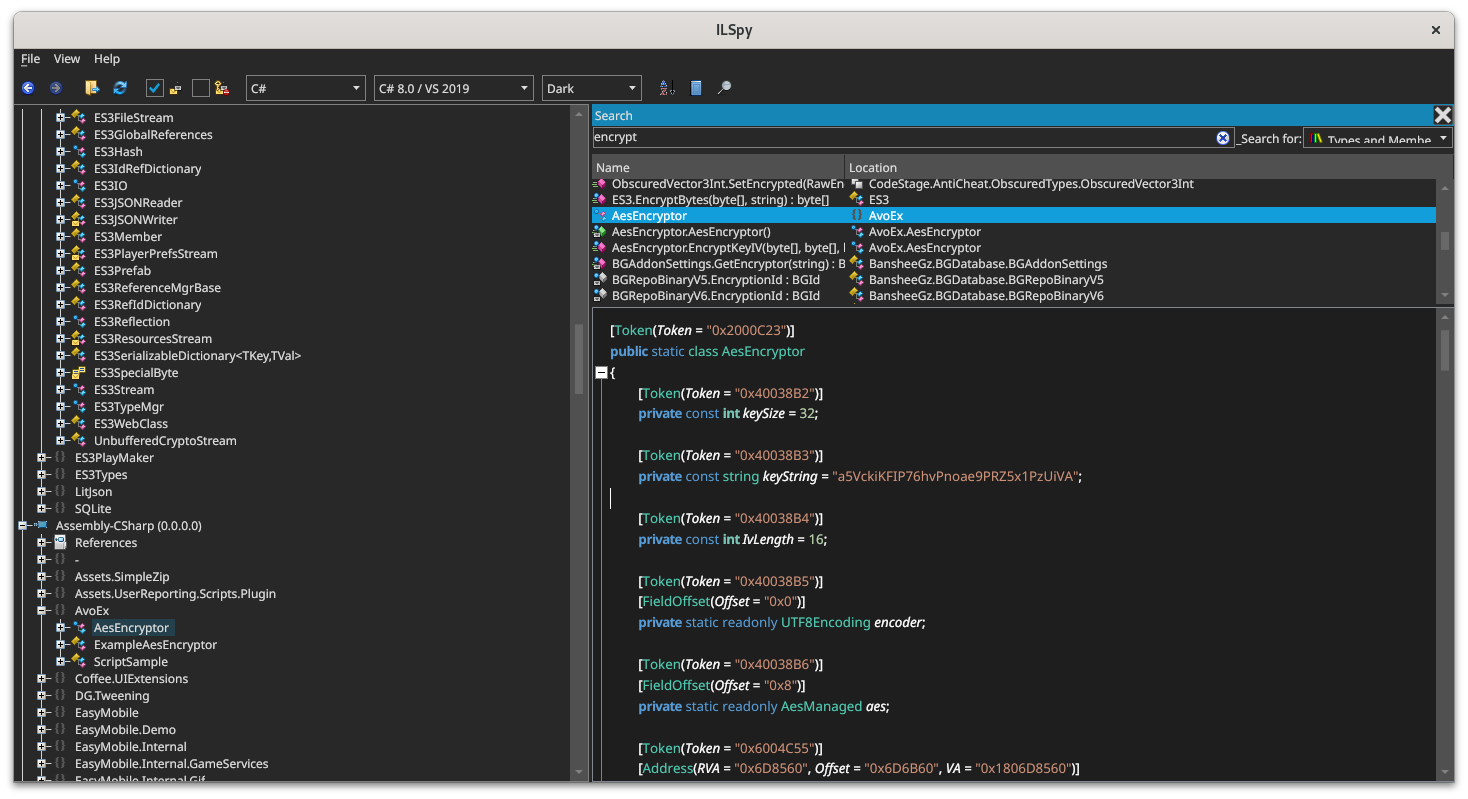 ILSpy
File View Help
C# C# 8.0 / VS 2019 Dark
ES3FileStream
ES3GlobalReferences
ES3Hash
ES3IdRefDictionary
ES3IO
ES3JSONReader
ES3JSONWriter
ES3Member
ES3PlayerPrefsStream
ES3Prefab
ES3ReferenceMgrBase
ES3RefIdDictionary
ES3Reflection
ES3ResourcesStream
ES3SerializableDictionary<TKey,TVal>
ES3SpecialByte
ES3Stream
ES3TypeMgr
ES3WebClass
UnbufferedCryptoStream
ES3PlayMaker
ES3Types
LitJson
SQLite
Assembly-CSharp (0.0.0.0)
References
-
Assets.SimpleZip
Assets.UserReporting.Scripts.Plugin
AvoEx
AesEncryptor
ExampleAesEncryptor
ScriptSample
Coffee.UIExtensions
DG.Tweening
EasyMobile
EasyMobile.Demo
EasyMobile.Internal
EasyMobile.Internal.GameServices
EasyMobile.Internal.Gif
Search
encrypt _Search for: Types and Membe
Name Location
ObscuredVector3Int.SetEncrypted(RawEn CodeStage.AntiCheat.ObscuredTypes.ObscuredVector3Int
ES3.EncryptBytes(byte[], string) : byte[] ES3
AesEncryptor AvoEx
AesEncryptor.AesEncryptor() AvoEx.AesEncryptor
AesEncryptor.EncryptKeyIV(byte[], byte[], AvoEx.AesEncryptor
BGAddonSettings.GetEncryptor(string) : B BansheeGz.BGDatabase.BGAddonSettings
BGRepoBinaryV5.EncryptionId : BGId BansheeGz.BGDatabase.BGRepoBinaryV5
BGRepoBinaryV6.EncryptionId : BGId BansheeGz.BGDatabase.BGRepoBinaryV6
[Token(Token = "0x2000C23")]
public static class AesEncryptor
{
[Token(Token = "0x40038B2")]
private const int keySize = 32;
[Token(Token = "0x40038B3")]
private const string keyString = "a5VckiKFIP76hvPnoae9PRZ5x1PzUiVA";
[Token(Token = "0x40038B4")]
private const int IvLength = 16;
[Token(Token = "0x40038B5")]
[FieldOffset(Offset = "0x0")]
private static readonly UTF8Encoding encoder;
[Token(Token = "0x40038B6")]
[FieldOffset(Offset = "0x8")]
private static readonly AesManaged aes;
[Token(Token = "0x6004C55")]
[Address(RVA = "0x6D8560", Offset = "0x6D6B60", VA = "0x1806D8560")]